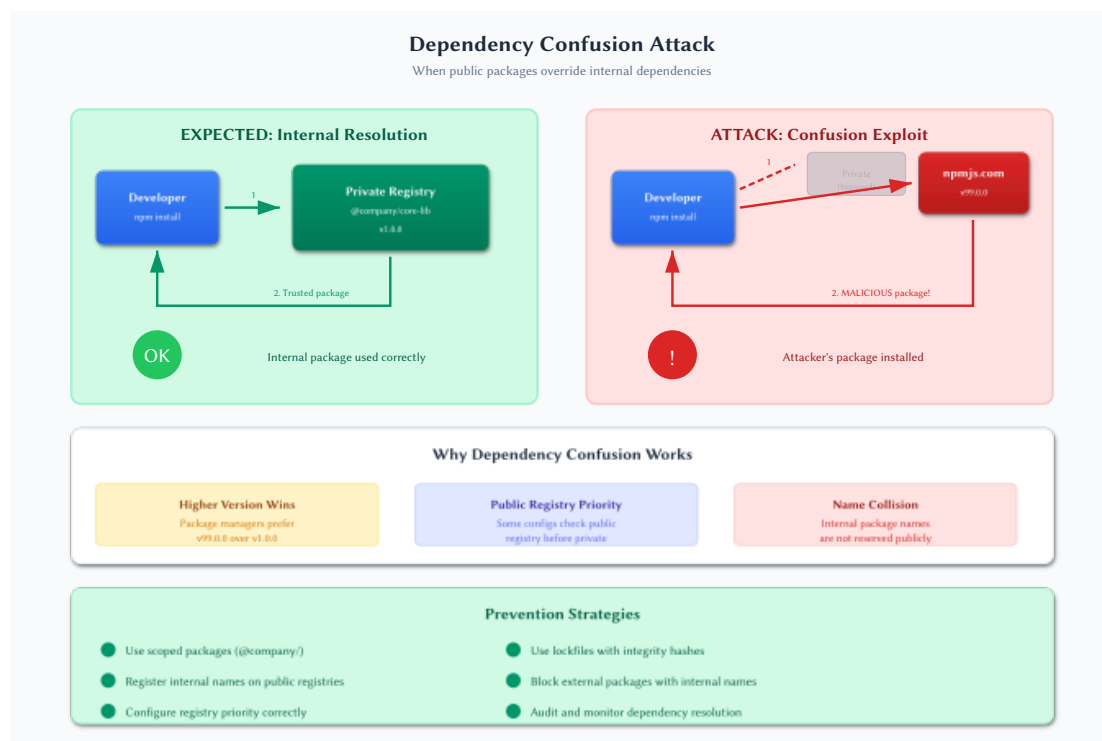 Dependency Confusion Attack
When public packages override internal dependencies
EXPECTED: Internal Resolution
Developer
npm install
1
Private Registry
@company/core-lib
v1.0.0
2. Trusted package
OK
Internal package used correctly
ATTACK: Confusion Exploit
Developer
npm install
1
Private
npmjs.com
v99.0.0
2. MALICIOUS package!
!
Attacker's package installed
Why Dependency Confusion Works
Higher Version Wins
Package managers prefer
v99.0.0 over v1.0.0
Public Registry Priority
Some configs check public
registry before private
Name Collision
Internal package names
are not reserved publicly
Prevention Strategies
Use scoped packages (@company/)
Register internal names on public registries
Configure registry priority correctly
Use lockfiles with integrity hashes
Block external packages with internal names
Audit and monitor dependency resolution